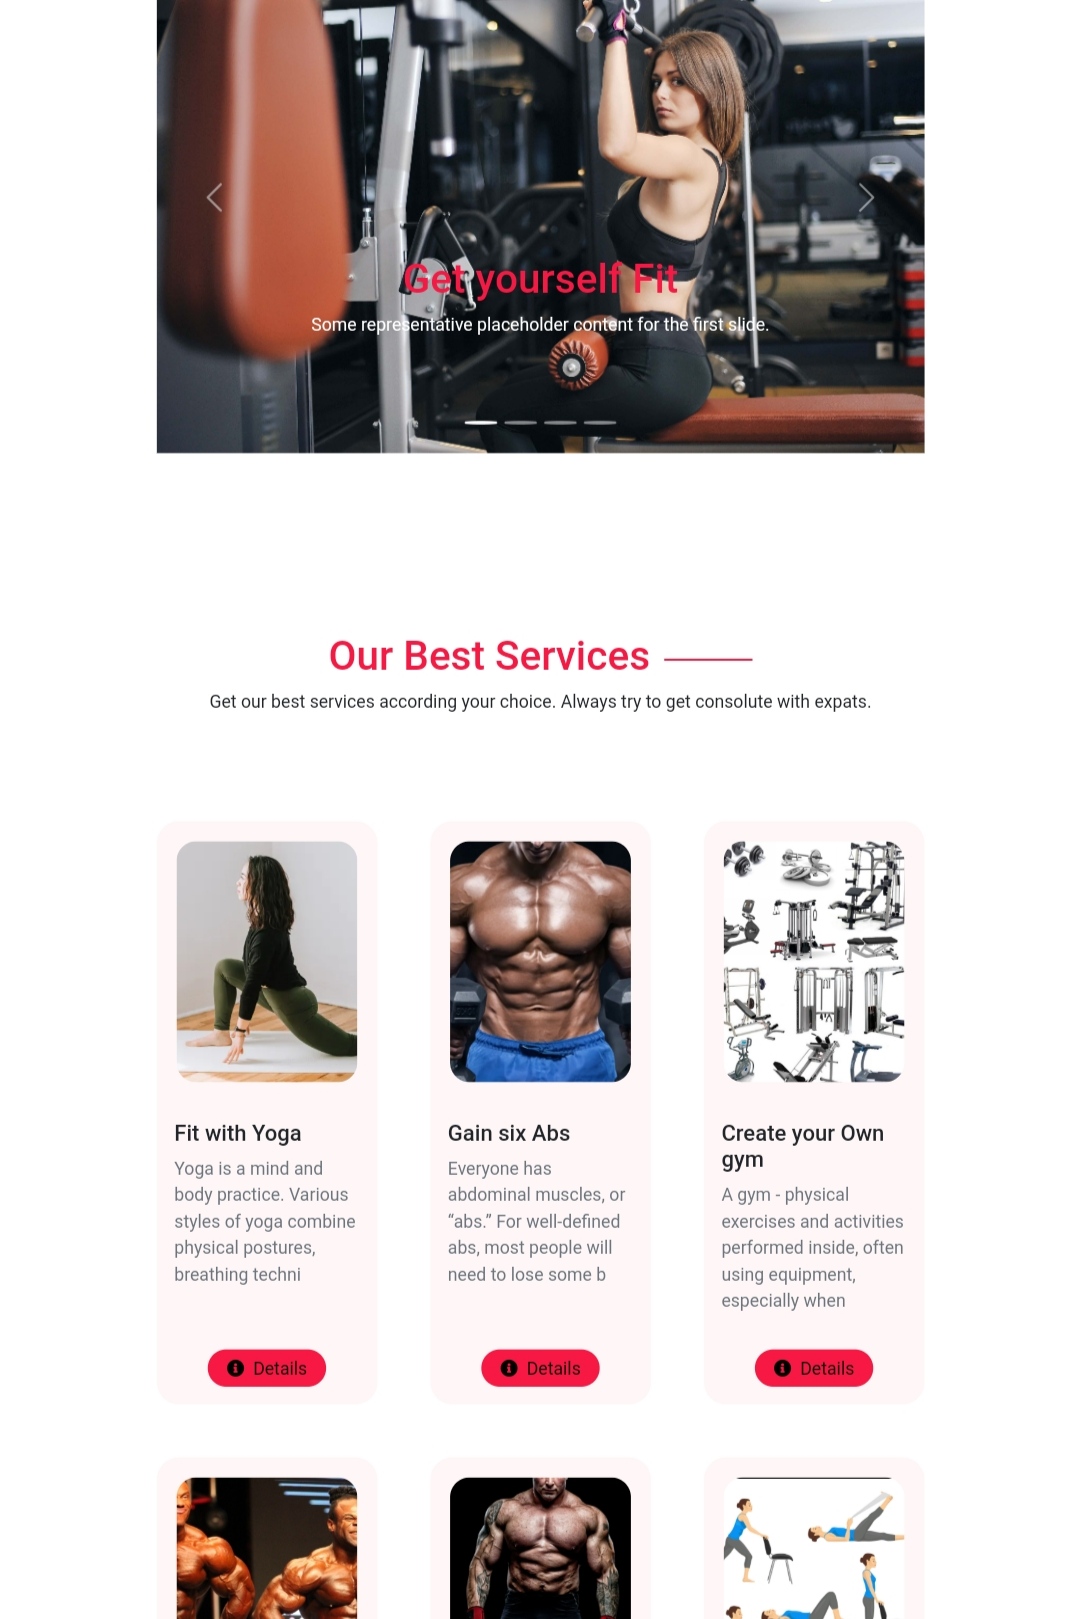 Get yourself Fit
Some representative placeholder content for the first slide.
Our Best Services
Get our best services according your choice. Always try to get consolute with expats.
Fit with Yoga
Yoga is a mind and
body practice. Various
styles of yoga combine
physical postures,
breathing techni
Details
Gain six Abs
Everyone has
abdominal muscles, or
“abs.” For well-defined
abs, most people will
need to lose some b
Details
Create your Own
gym
A gym - physical
exercises and activities
performed inside, often
using equipment,
especially when
Details